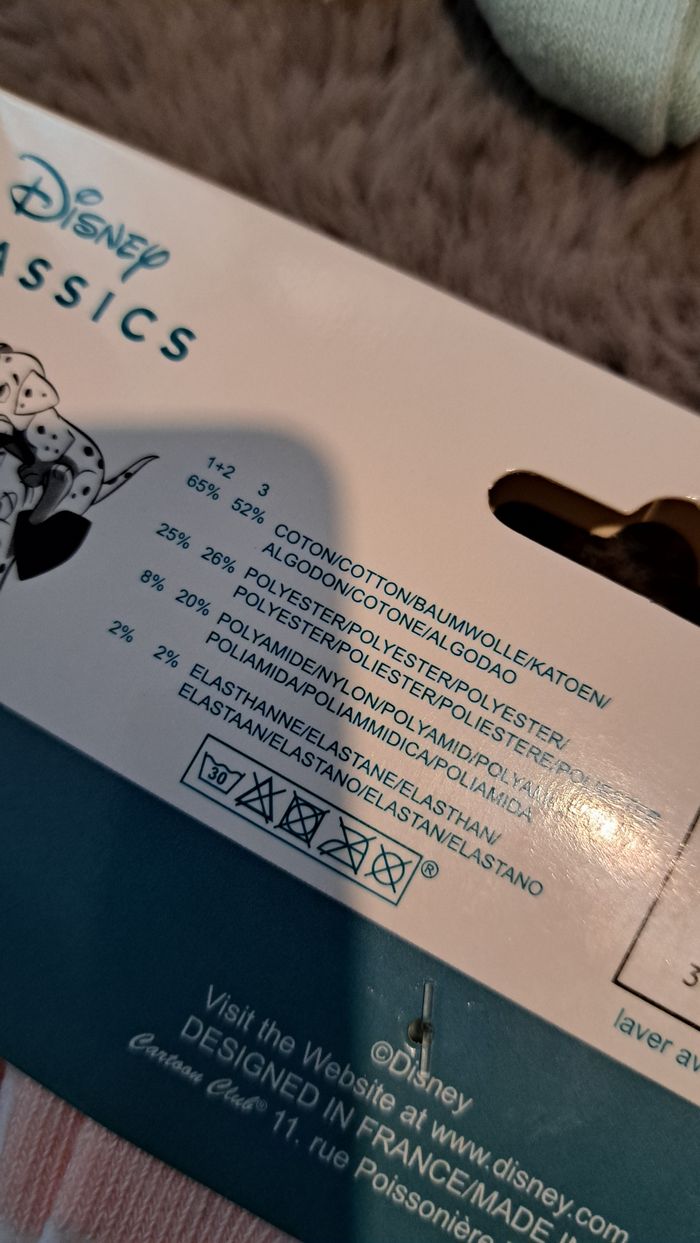 Disney
ASSICS
1+2 3
65% 52% COTON/COTTON/BAUMWOLLE/KATOEN/
ALGODON/COTONE/ALGODAO
25% 26% POLYESTER/POLYESTER/POLYESTER/
POLYESTER/POLIESTER/POLIESTERE/POLIESTER
8% 20% POLYAMIDE/NYLON/POLYAMID/POLYAMIDE/
POLIAMIDA/POLIAMMIDICA/POLIAMIDA
2% 2% ELASTHANNE/ELASTANE/ELASTHAN/
ELASTAAN/ELASTANO/ELASTAN/ELASTANO
30 ®
3
laver av
©Disney
Visit the Website at www.disney.com
DESIGNED IN FRANCE/MADE IN
Cartoon Club® 11, rue Poissonière